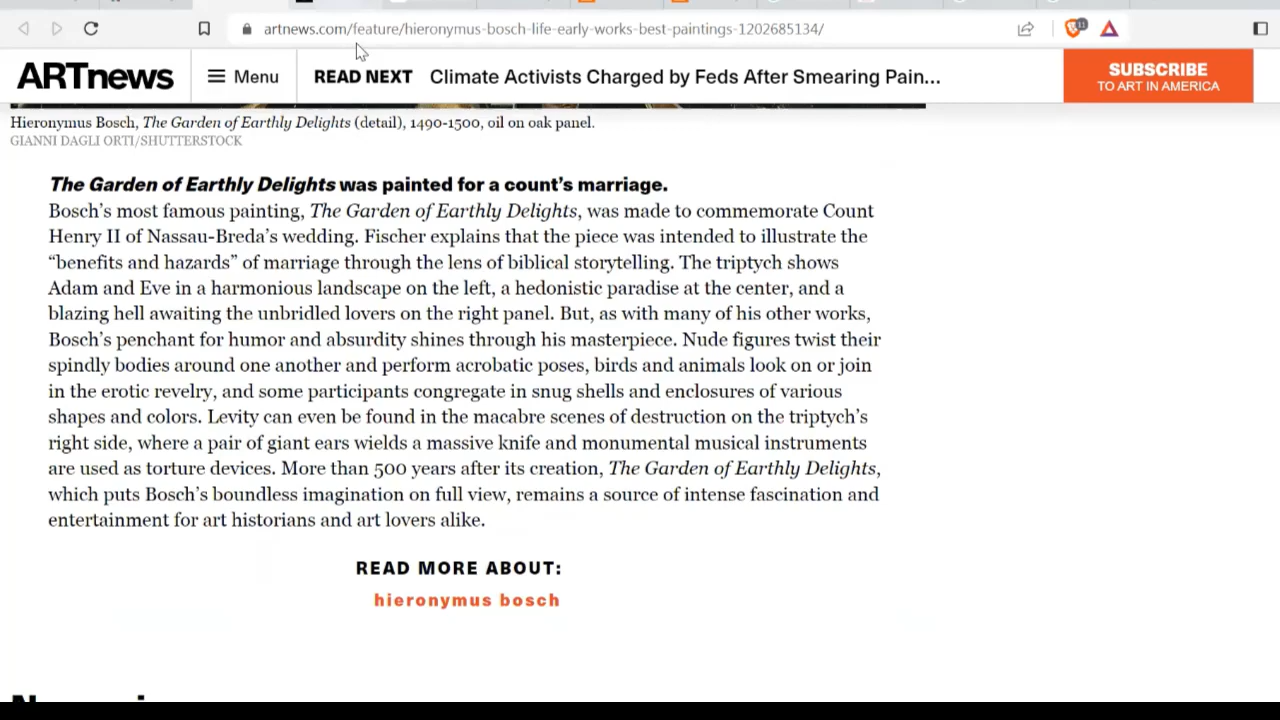 artnews.com/feature/hieronymus-bosch-life-early-works-best-paintings-1202685134/
11
ARTnews
Menu
READ NEXT Climate Activists Charged by Feds After Smearing Pain...
SUBSCRIBE
TO ART IN AMERICA
Hieronymus Bosch, The Garden of Earthly Delights (detail), 1490-1500, oil on oak panel.
GIANNI DAGLI ORTI/SHUTTERSTOCK
The Garden of Earthly Delights was painted for a count’s marriage.
Bosch’s most famous painting, The Garden of Earthly Delights, was made to commemorate Count
Henry II of Nassau-Breda’s wedding. Fischer explains that the piece was intended to illustrate the
“benefits and hazards” of marriage through the lens of biblical storytelling. The triptych shows
Adam and Eve in a harmonious landscape on the left, a hedonistic paradise at the center, and a
blazing hell awaiting the unbridled lovers on the right panel. But, as with many of his other works,
Bosch’s penchant for humor and absurdity shines through his masterpiece. Nude figures twist their
spindly bodies around one another and perform acrobatic poses, birds and animals look on or join
in the erotic revelry, and some participants congregate in snug shells and enclosures of various
shapes and colors. Levity can even be found in the macabre scenes of destruction on the triptych’s
right side, where a pair of giant ears wields a massive knife and monumental musical instruments
are used as torture devices. More than 500 years after its creation, The Garden of Earthly Delights,
which puts Bosch’s boundless imagination on full view, remains a source of intense fascination and
entertainment for art historians and art lovers alike.
READ MORE ABOUT:
hieronymus bosch